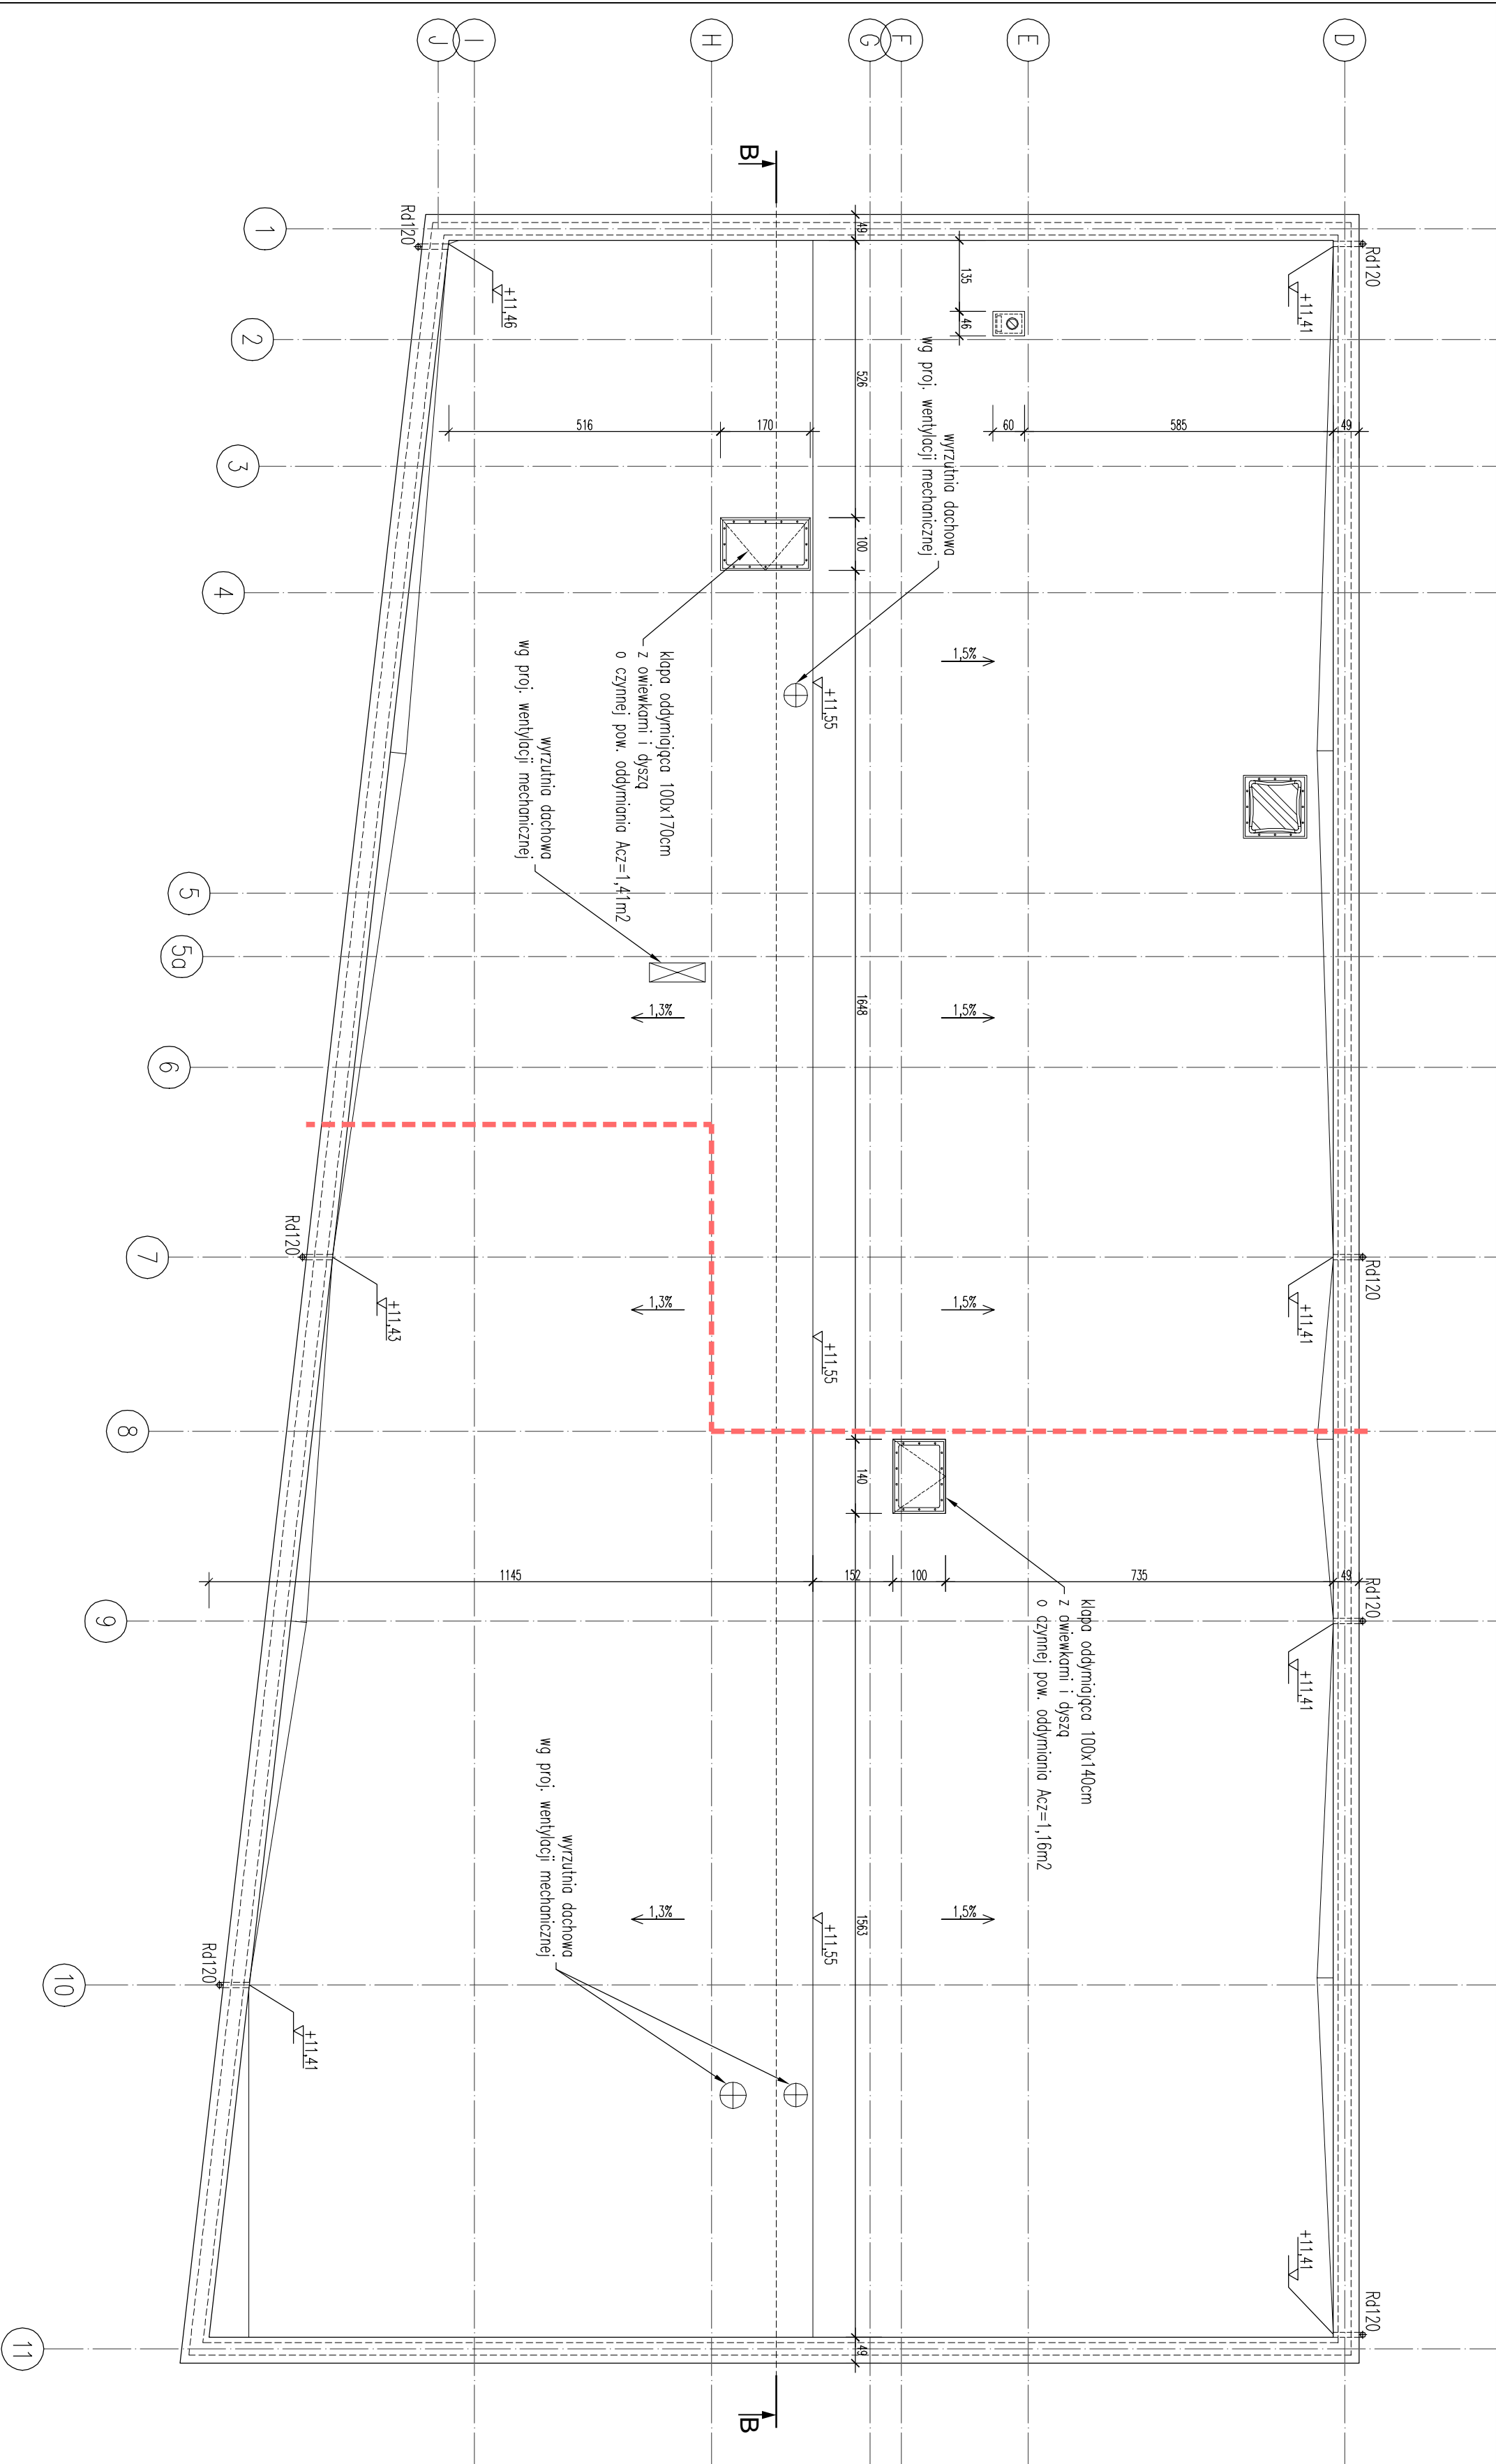 J
I
H
G
F
E
D
B
1
2
3
4
5
5a
6
7
8
9
10
11
Rd120
+11,46
Rd120
+11,41
49
135
46
526
516
170
60
585
49
wyrzutnia dachowa
wg proj. wentylacji mechanicznej
100
klapa oddymiająca 100x170cm
z owiewkami i dyszą
o czynnej pow. oddymiania Acz=1,41m2
+11,55
1,5%
wyrzutnia dachowa
wg proj. wentylacji mechanicznej
1648
1,3%
1,5%
Rd120
+11,43
Rd120
+11,41
1,3%
1,5%
+11,55
140
1145
152
100
735
49
Rd120
+11,41
klapa oddymiająca 100x140cm
z owiewkami i dyszą
o czynnej pow. oddymiania Acz=1,16m2
wyrzutnia dachowa
wg proj. wentylacji mechanicznej
1,3%
1,5%
+11,55
1563
Rd120
+11,41
+11,41
Rd120
49
B